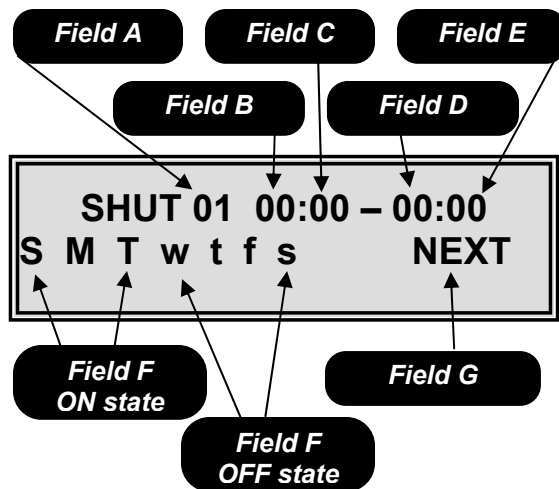 Field A
Field C
Field E
Field B
Field D
SHUT 01 00:00 – 00:00
S M T w t f s NEXT
Field F
ON state
Field G
Field F
OFF state